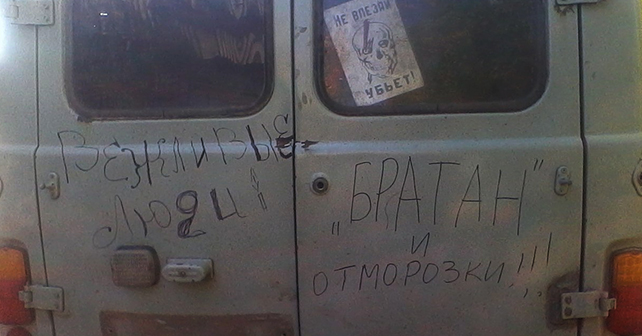 НЕ ВЛЕЗАЙ
УБЬЕТ!
ВЕЖЛИВЫЕ
ЛЮДИ
„БРАТАН"
и
ОТМОРОЗКИ!!!